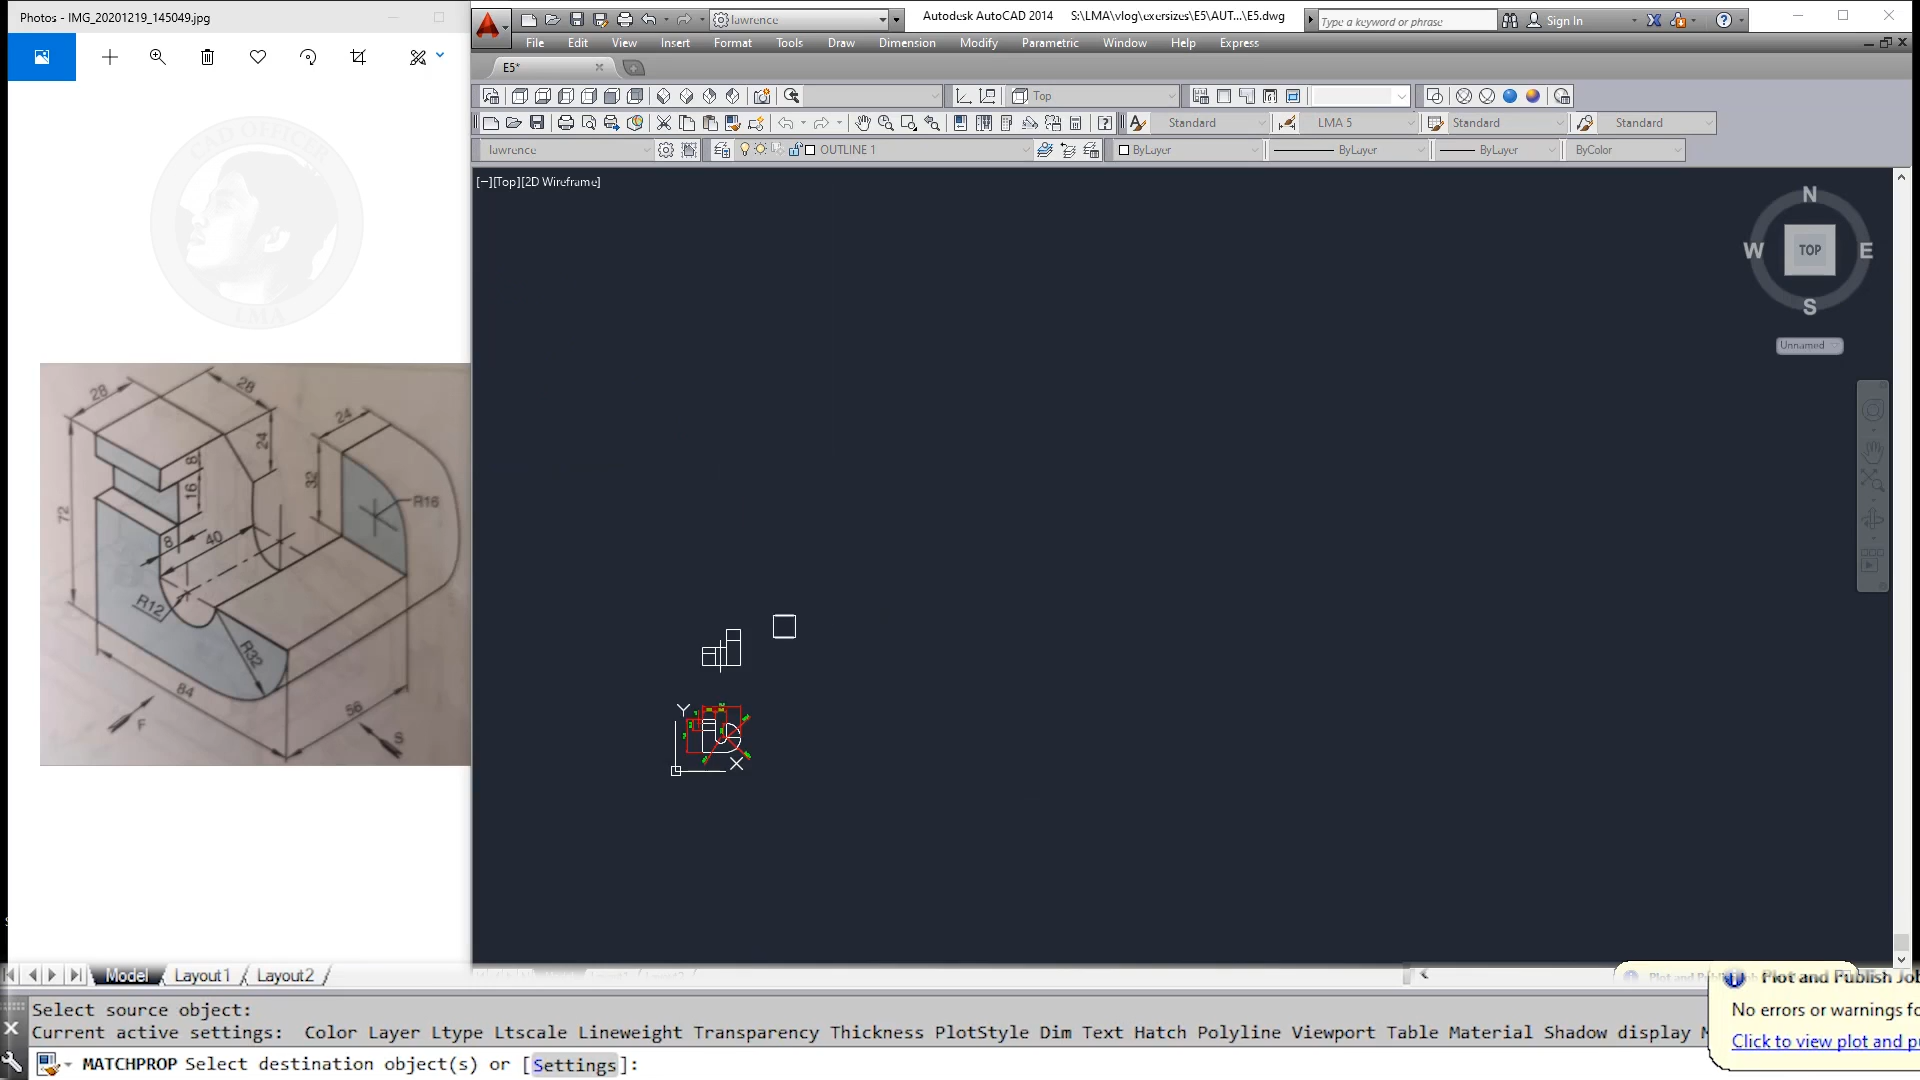 Photos - IMG_20201219_145049.jpg
CAD OFFICER
LMA
28
28
24
24
8
32
16
R16
72
8
40
R12
R32
84
56
F
S
lawrence
Autodesk AutoCAD 2014 S:\LMA\vlog\exersizes\E5\AUT...\E5.dwg
Type a keyword or phrase
Sign In
File Edit View Insert Format Tools Draw Dimension Modify Parametric Window Help Express
E5*
Top
Standard LMA 5 Standard Standard
lawrence OUTLINE 1 ByLayer ByLayer ByLayer ByColor
[−][Top][2D Wireframe]
N
W TOP E
S
Unnamed
Y
X
Model Layout1 Layout2
Select source object:
Current active settings: Color Layer Ltype Ltscale Lineweight Transparency Thickness PlotStyle Dim Text Hatch Polyline Viewport Table Material Shadow display M
MATCHPROP Select destination object(s) or [Settings]:
Plot and Publish Job
No errors or warnings fo
Click to view plot and pu